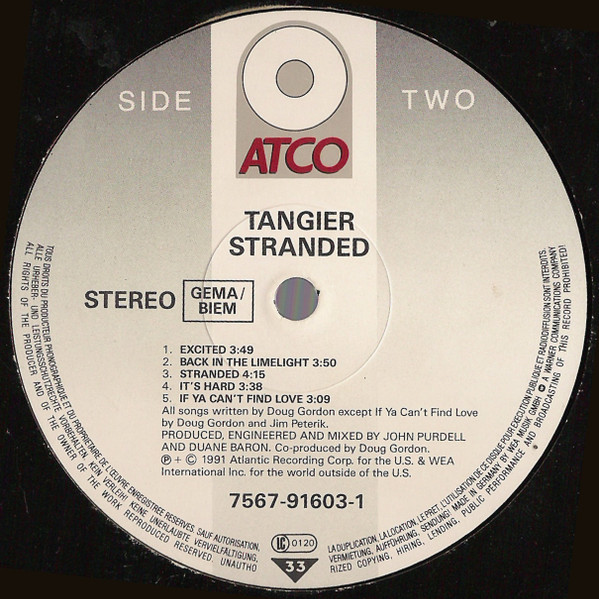 SIDE TWO
ATCO
TANGIER
STRANDED
STEREO GEMA/
BIEM
1. EXCITED 3:49
2. BACK IN THE LIMELIGHT 3:50
3. STRANDED 4:15
4. IT'S HARD 3:38
5. IF YA CAN'T FIND LOVE 3:09
All songs written by Doug Gordon except If Ya Can't Find Love
by Doug Gordon and Jim Peterik.
PRODUCED, ENGINEERED AND MIXED BY JOHN PURDELL
AND DUANE BARON. Co-produced by Doug Gordon.
℗ + © 1991 Atlantic Recording Corp. for the U.S. & WEA
International Inc. for the world outside of the U.S.
7567-91603-1
LC 0120
33
TOUS DROITS DU PRODUCTEUR PHONOGRAPHIQUE ET DU PROPRIETAIRE DE L'ŒUVRE ENREGISTREE RESERVES. SAUF AUTORISATION, LA DUPLICATION, LA LOCATION, LE PRET, L'UTILISATION DE CE DISQUE POUR EXECUTION PUBLIQUE ET RADIODIFFUSION SONT INTERDITS.
ALLE URHEBER- UND LEISTUNGSSCHUTZRECHTE VORBEHALTEN. KEIN VERLEIH! KEINE UNERLAUBTE VERVIELFÄLTIGUNG, VERMIETUNG, AUFFÜHRUNG, SENDUNG! MADE IN GERMANY BY WEA MUSIK GMBH A WARNER COMMUNICATIONS COMPANY
ALL RIGHTS OF THE PRODUCER AND OF THE OWNER OF THE WORK REPRODUCED RESERVED. UNAUTHORIZED COPYING, HIRING, LENDING, PUBLIC PERFORMANCE AND BROADCASTING OF THIS RECORD PROHIBITED!